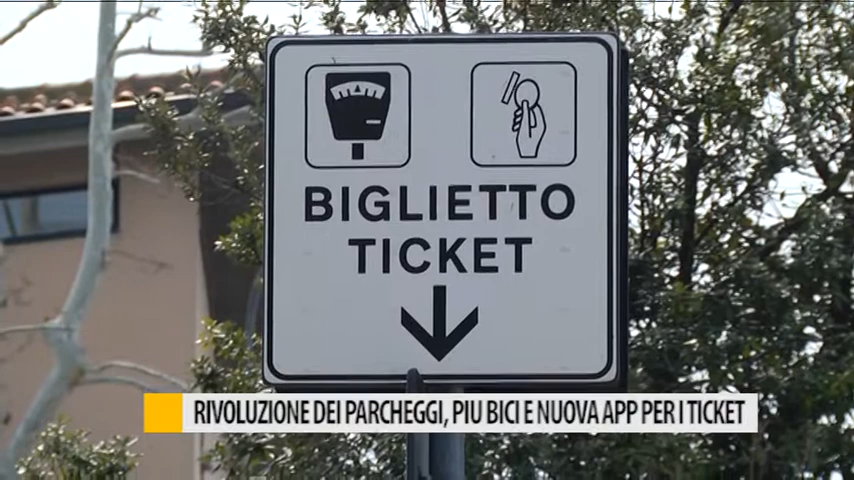 BIGLIETTO
TICKET
RIVOLUZIONE DEI PARCHEGGI, PIU BICI E NUOVA APP PER I TICKET